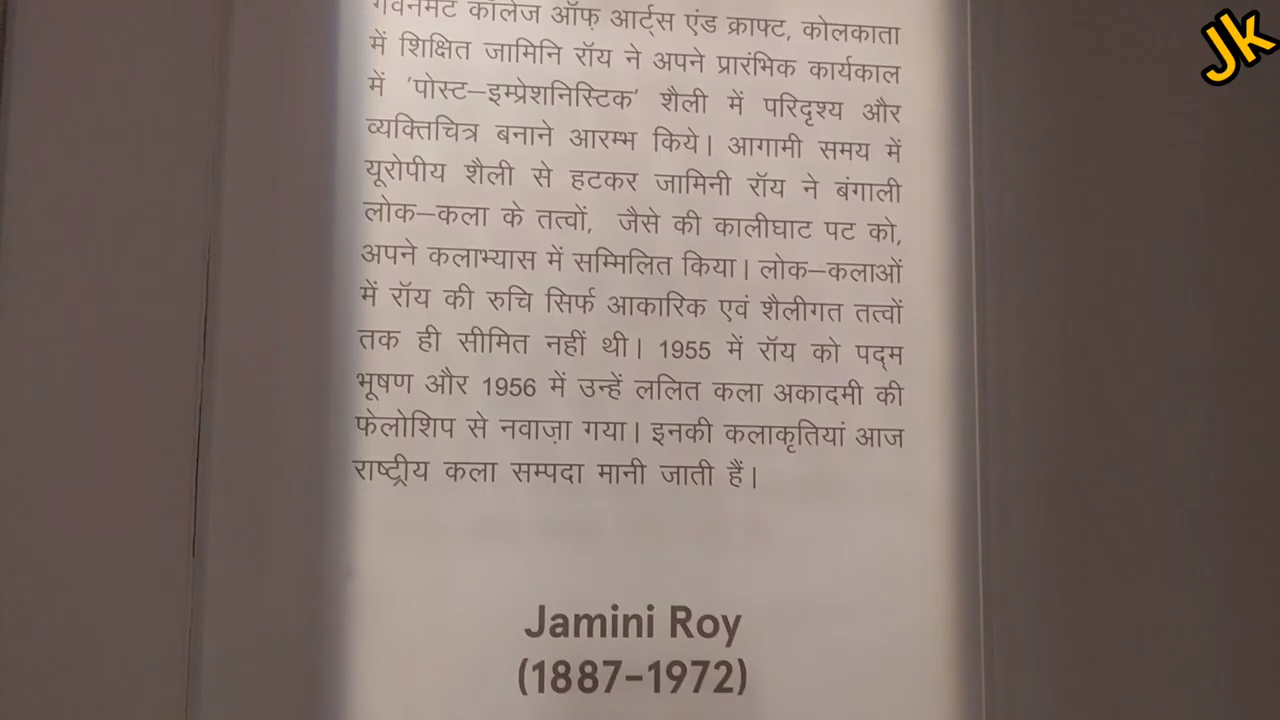 गवर्नमेंट कॉलेज ऑफ़ आर्ट्स एंड क्राफ्ट, कोलकाता
में शिक्षित जामिनि रॉय ने अपने प्रारंभिक कार्यकाल
में 'पोस्ट–इम्प्रेशनिस्टिक' शैली में परिदृश्य और
व्यक्तिचित्र बनाने आरम्भ किये। आगामी समय में
यूरोपीय शैली से हटकर जामिनी रॉय ने बंगाली
लोक–कला के तत्वों, जैसे की कालीघाट पट को,
अपने कलाभ्यास में सम्मिलित किया। लोक–कलाओं
में रॉय की रुचि सिर्फ आकारिक एवं शैलीगत तत्वों
तक ही सीमित नहीं थी। 1955 में रॉय को पद्म
भूषण और 1956 में उन्हें ललित कला अकादमी की
फेलोशिप से नवाज़ा गया। इनकी कलाकृतियां आज
राष्ट्रीय कला सम्पदा मानी जाती हैं।
Jamini Roy
(1887–1972)
Jk